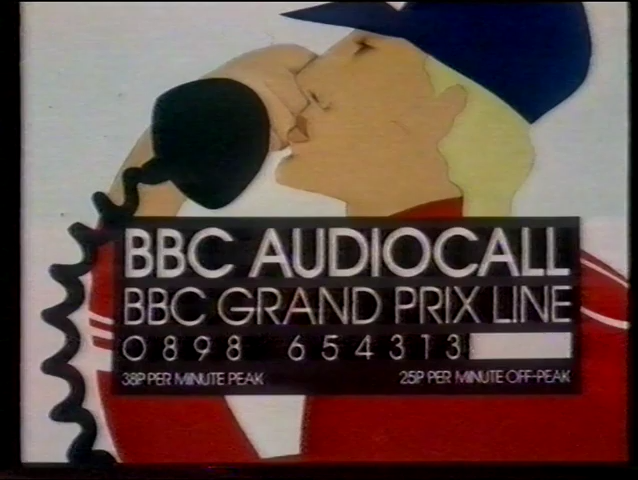 BBC AUDIOCALL
BBC GRAND PRIX LINE
0898 654313
38P PER MINUTE PEAK
25P PER MINUTE OFF-PEAK